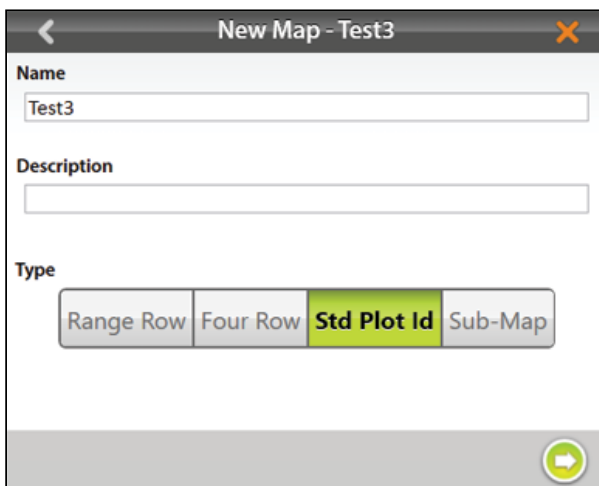 New Map - Test3
Name
Test3
Description
Type
Range Row Four Row Std Plot Id Sub-Map